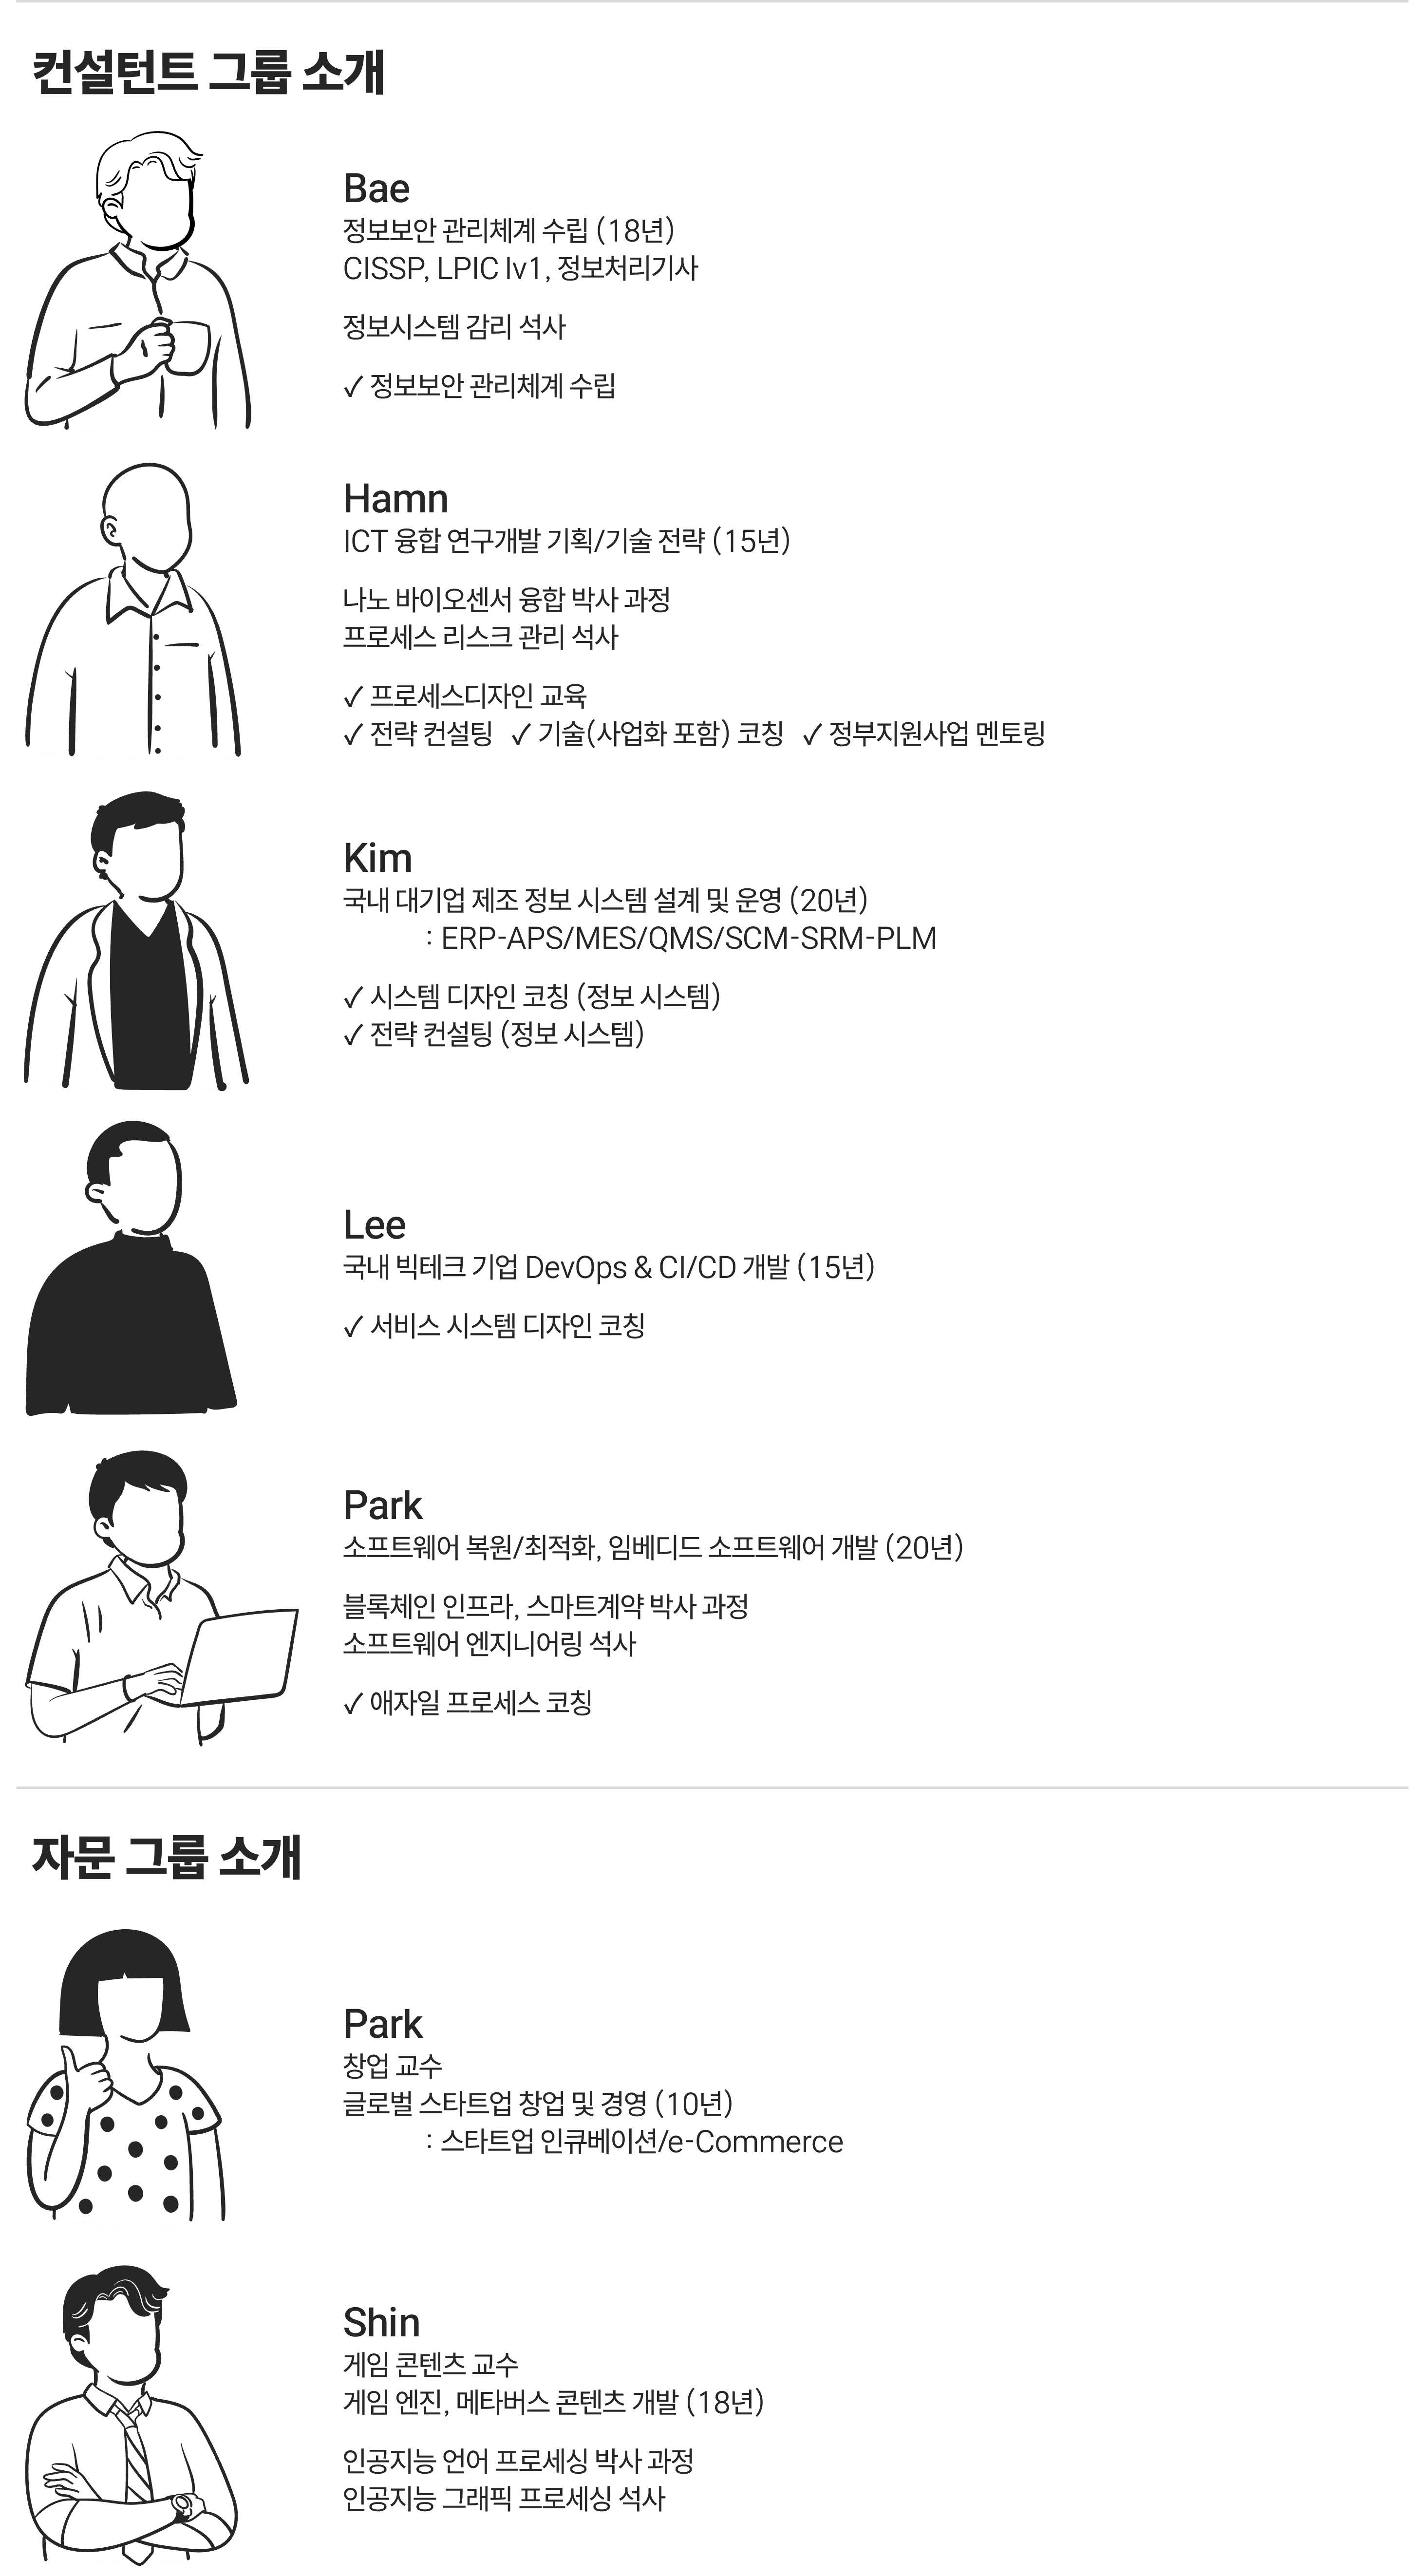 컨설턴트 그룹 소개
Bae
정보보안 관리체계 수립 (18년)
CISSP, LPIC lv1, 정보처리기사
정보시스템 감리 석사
✓ 정보보안 관리체계 수립
Hamn
ICT 융합 연구개발 기획/기술 전략 (15년)
나노 바이오센서 융합 박사 과정
프로세스 리스크 관리 석사
✓ 프로세스디자인 교육
✓ 전략 컨설팅 ✓ 기술(사업화 포함) 코칭 ✓ 정부지원사업 멘토링
Kim
국내 대기업 제조 정보 시스템 설계 및 운영 (20년)
: ERP-APS/MES/QMS/SCM-SRM-PLM
✓ 시스템 디자인 코칭 (정보 시스템)
✓ 전략 컨설팅 (정보 시스템)
Lee
국내 빅테크 기업 DevOps & CI/CD 개발 (15년)
✓ 서비스 시스템 디자인 코칭
Park
소프트웨어 복원/최적화, 임베디드 소프트웨어 개발 (20년)
블록체인 인프라, 스마트계약 박사 과정
소프트웨어 엔지니어링 석사
✓ 애자일 프로세스 코칭
자문 그룹 소개
Park
창업 교수
글로벌 스타트업 창업 및 경영 (10년)
: 스타트업 인큐베이션/e-Commerce
Shin
게임 콘텐츠 교수
게임 엔진, 메타버스 콘텐츠 개발 (18년)
인공지능 언어 프로세싱 박사 과정
인공지능 그래픽 프로세싱 석사